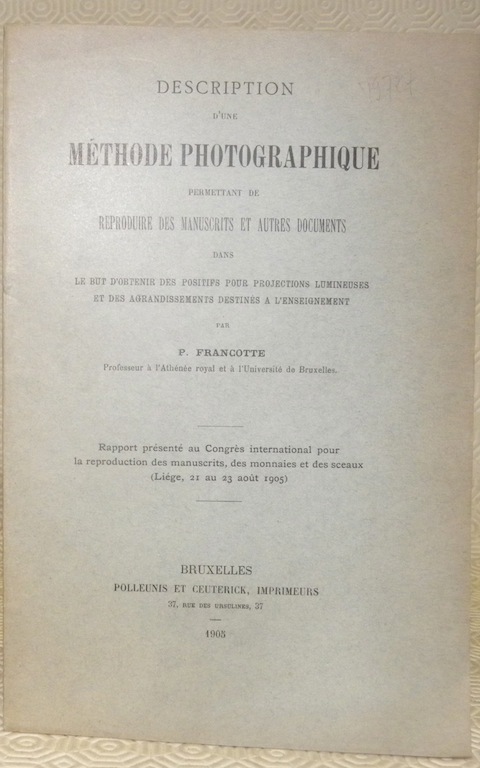 DESCRIPTION
D'UNE
MÉTHODE PHOTOGRAPHIQUE
PERMETTANT DE
REPRODUIRE DES MANUSCRITS ET AUTRES DOCUMENTS
DANS
LE BUT D'OBTENIR DES POSITIFS POUR PROJECTIONS LUMINEUSES
ET DES AGRANDISSEMENTS DESTINÉS A L'ENSEIGNEMENT
PAR
P. FRANCOTTE
Professeur à l'Athénée royal et à l'Université de Bruxelles.
Rapport présenté au Congrès international pour
la reproduction des manuscrits, des monnaies et des sceaux
(Liége, 21 au 23 août 1905)
BRUXELLES
POLLEUNIS ET CEUTERICK, IMPRIMEURS
37, RUE DES URSULINES, 37
1905